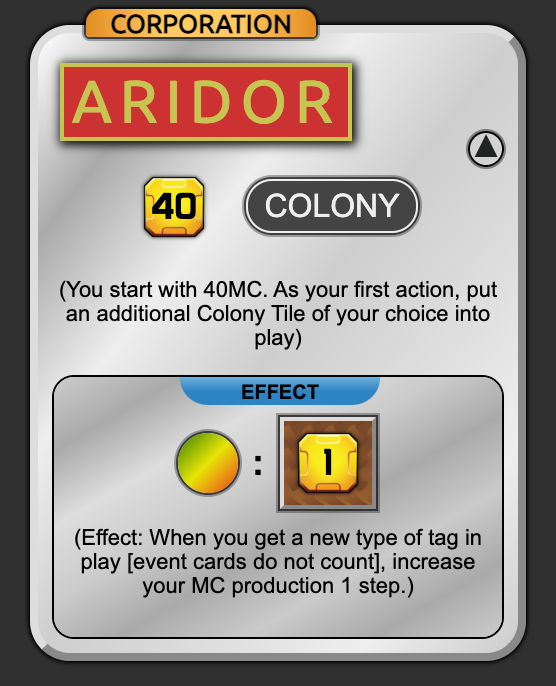 CORPORATION
ARIDOR
40 COLONY
(You start with 40MC. As your first action, put
an additional Colony Tile of your choice into
play)
EFFECT
: 1
(Effect: When you get a new type of tag in
play [event cards do not count], increase
your MC production 1 step.)